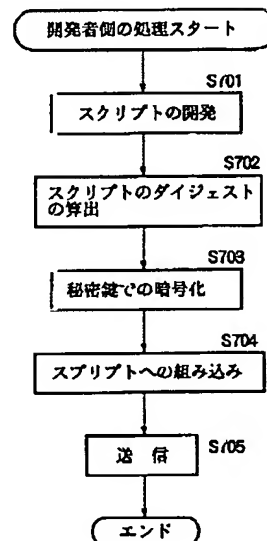 開発者側の処理スタート
S701
スクリプトの開発
S702
スクリプトのダイジェスト
の算出
S703
秘密鍵での暗号化
S704
スプリプトへの組み込み
S705
送　信
エンド